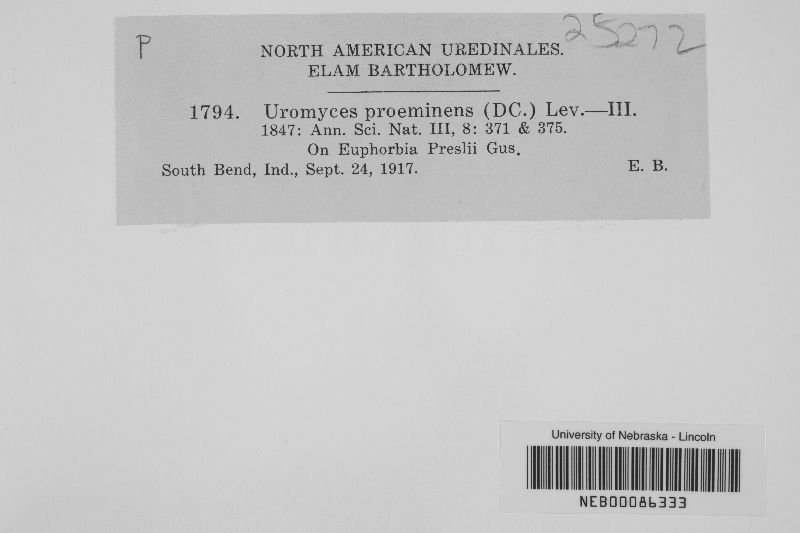 P
25272
NORTH AMERICAN UREDINALES.
ELAM BARTHOLOMEW.
1794. Uromyces proeminens (DC.) Lev.—III.
1847: Ann. Sci. Nat. III, 8: 371 & 375.
On Euphorbia Preslii Gus.
South Bend, Ind., Sept. 24, 1917. E. B.
University of Nebraska - Lincoln
NEB00086333